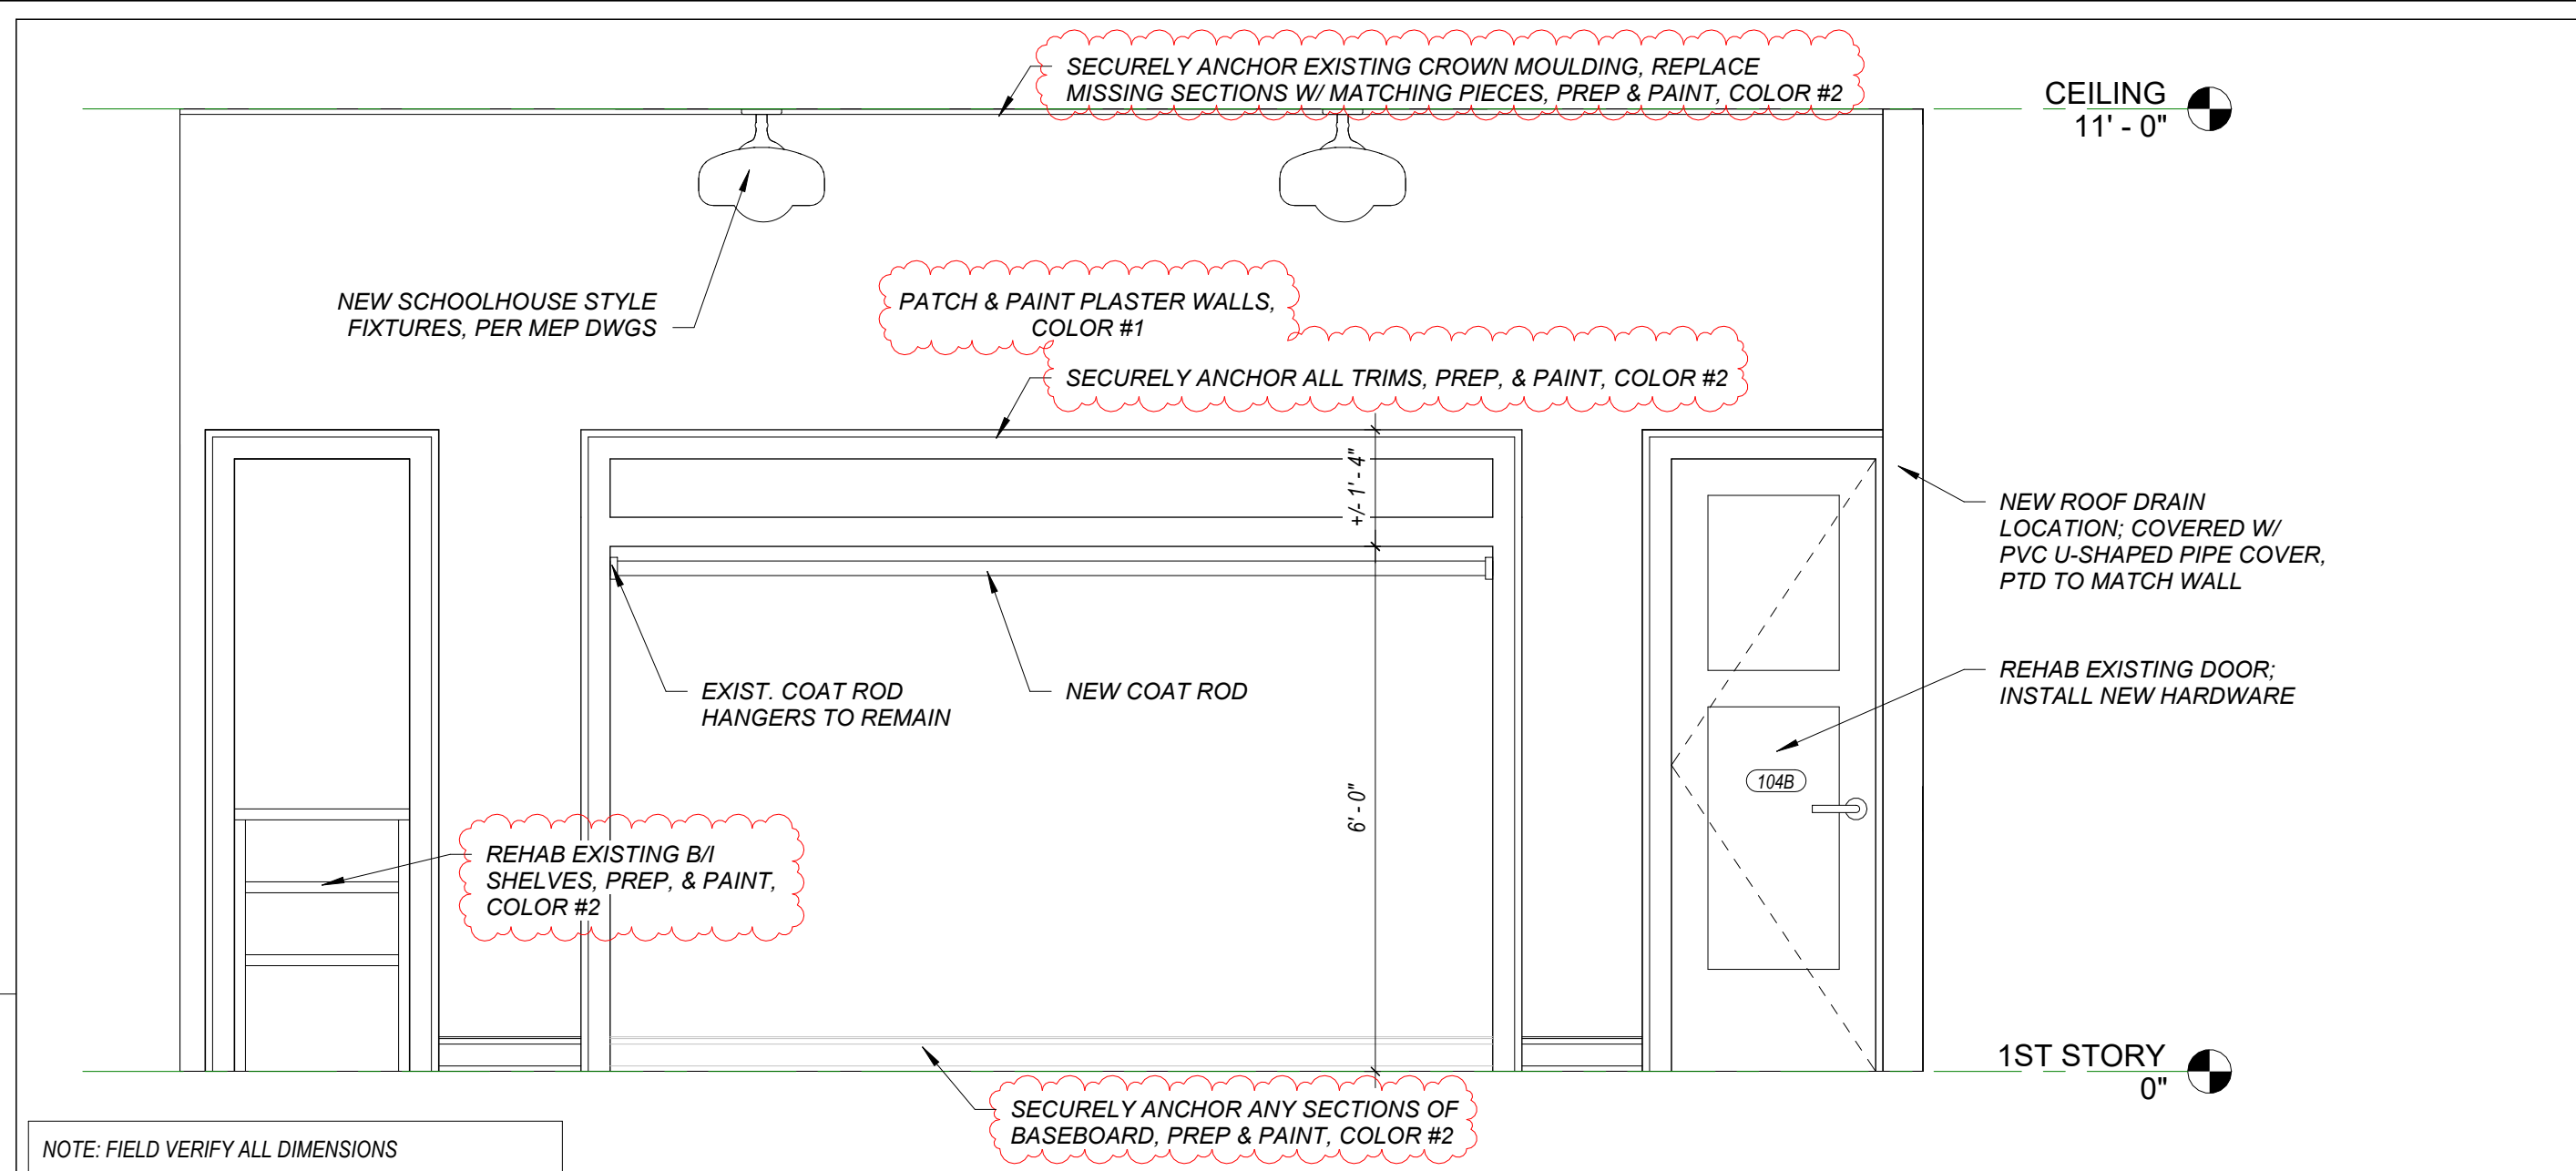 SECURELY ANCHOR EXISTING CROWN MOULDING, REPLACE
MISSING SECTIONS W/ MATCHING PIECES, PREP & PAINT, COLOR #2
CEILING
11' - 0"
NEW SCHOOLHOUSE STYLE
FIXTURES, PER MEP DWGS
PATCH & PAINT PLASTER WALLS,
COLOR #1
SECURELY ANCHOR ALL TRIMS, PREP, & PAINT, COLOR #2
+/- 1' - 4"
NEW ROOF DRAIN
LOCATION; COVERED W/
PVC U-SHAPED PIPE COVER,
PTD TO MATCH WALL
EXIST. COAT ROD
HANGERS TO REMAIN
NEW COAT ROD
REHAB EXISTING DOOR;
INSTALL NEW HARDWARE
104B
6' - 0"
REHAB EXISTING B/I
SHELVES, PREP, & PAINT,
COLOR #2
1ST STORY
0"
SECURELY ANCHOR ANY SECTIONS OF
BASEBOARD, PREP & PAINT, COLOR #2
NOTE: FIELD VERIFY ALL DIMENSIONS